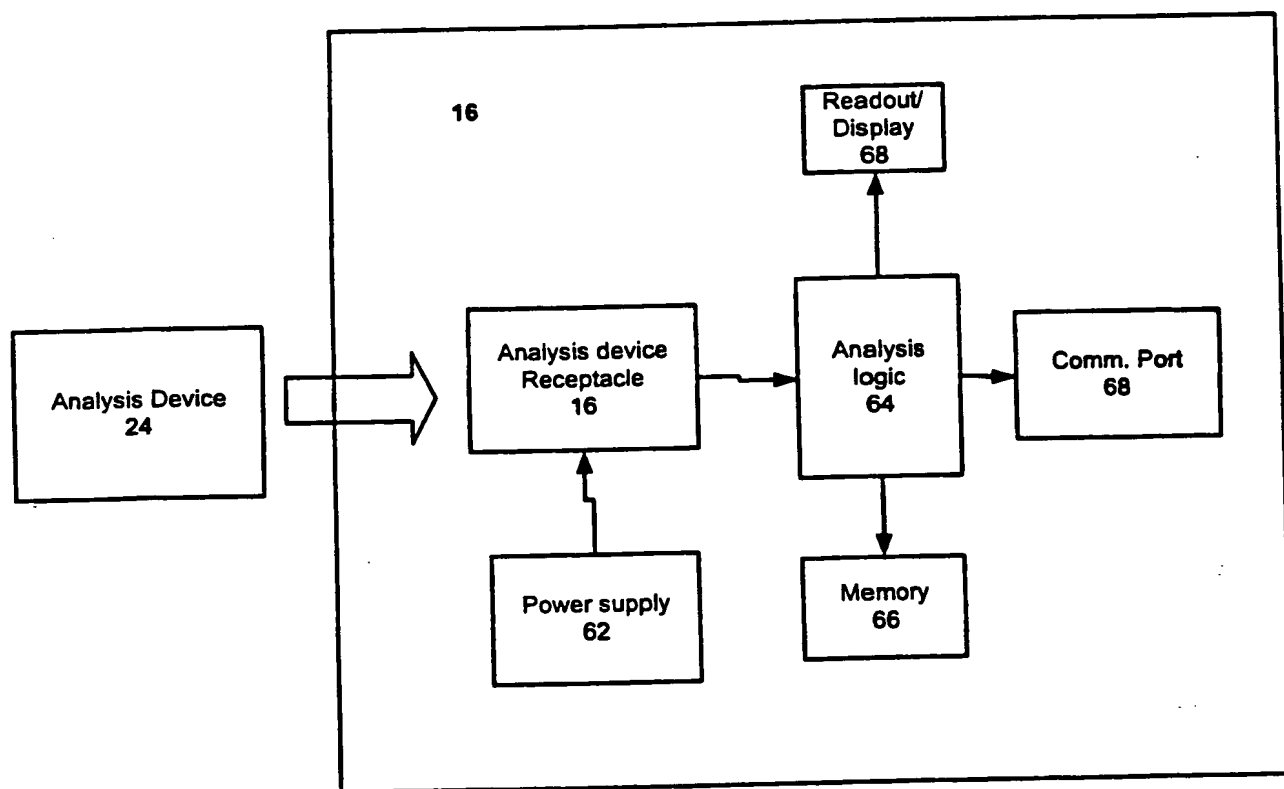 16
Readout/
Display
68
Analysis Device
24
Analysis device
Receptacle
16
Analysis
logic
64
Comm. Port
68
Power supply
62
Memory
66